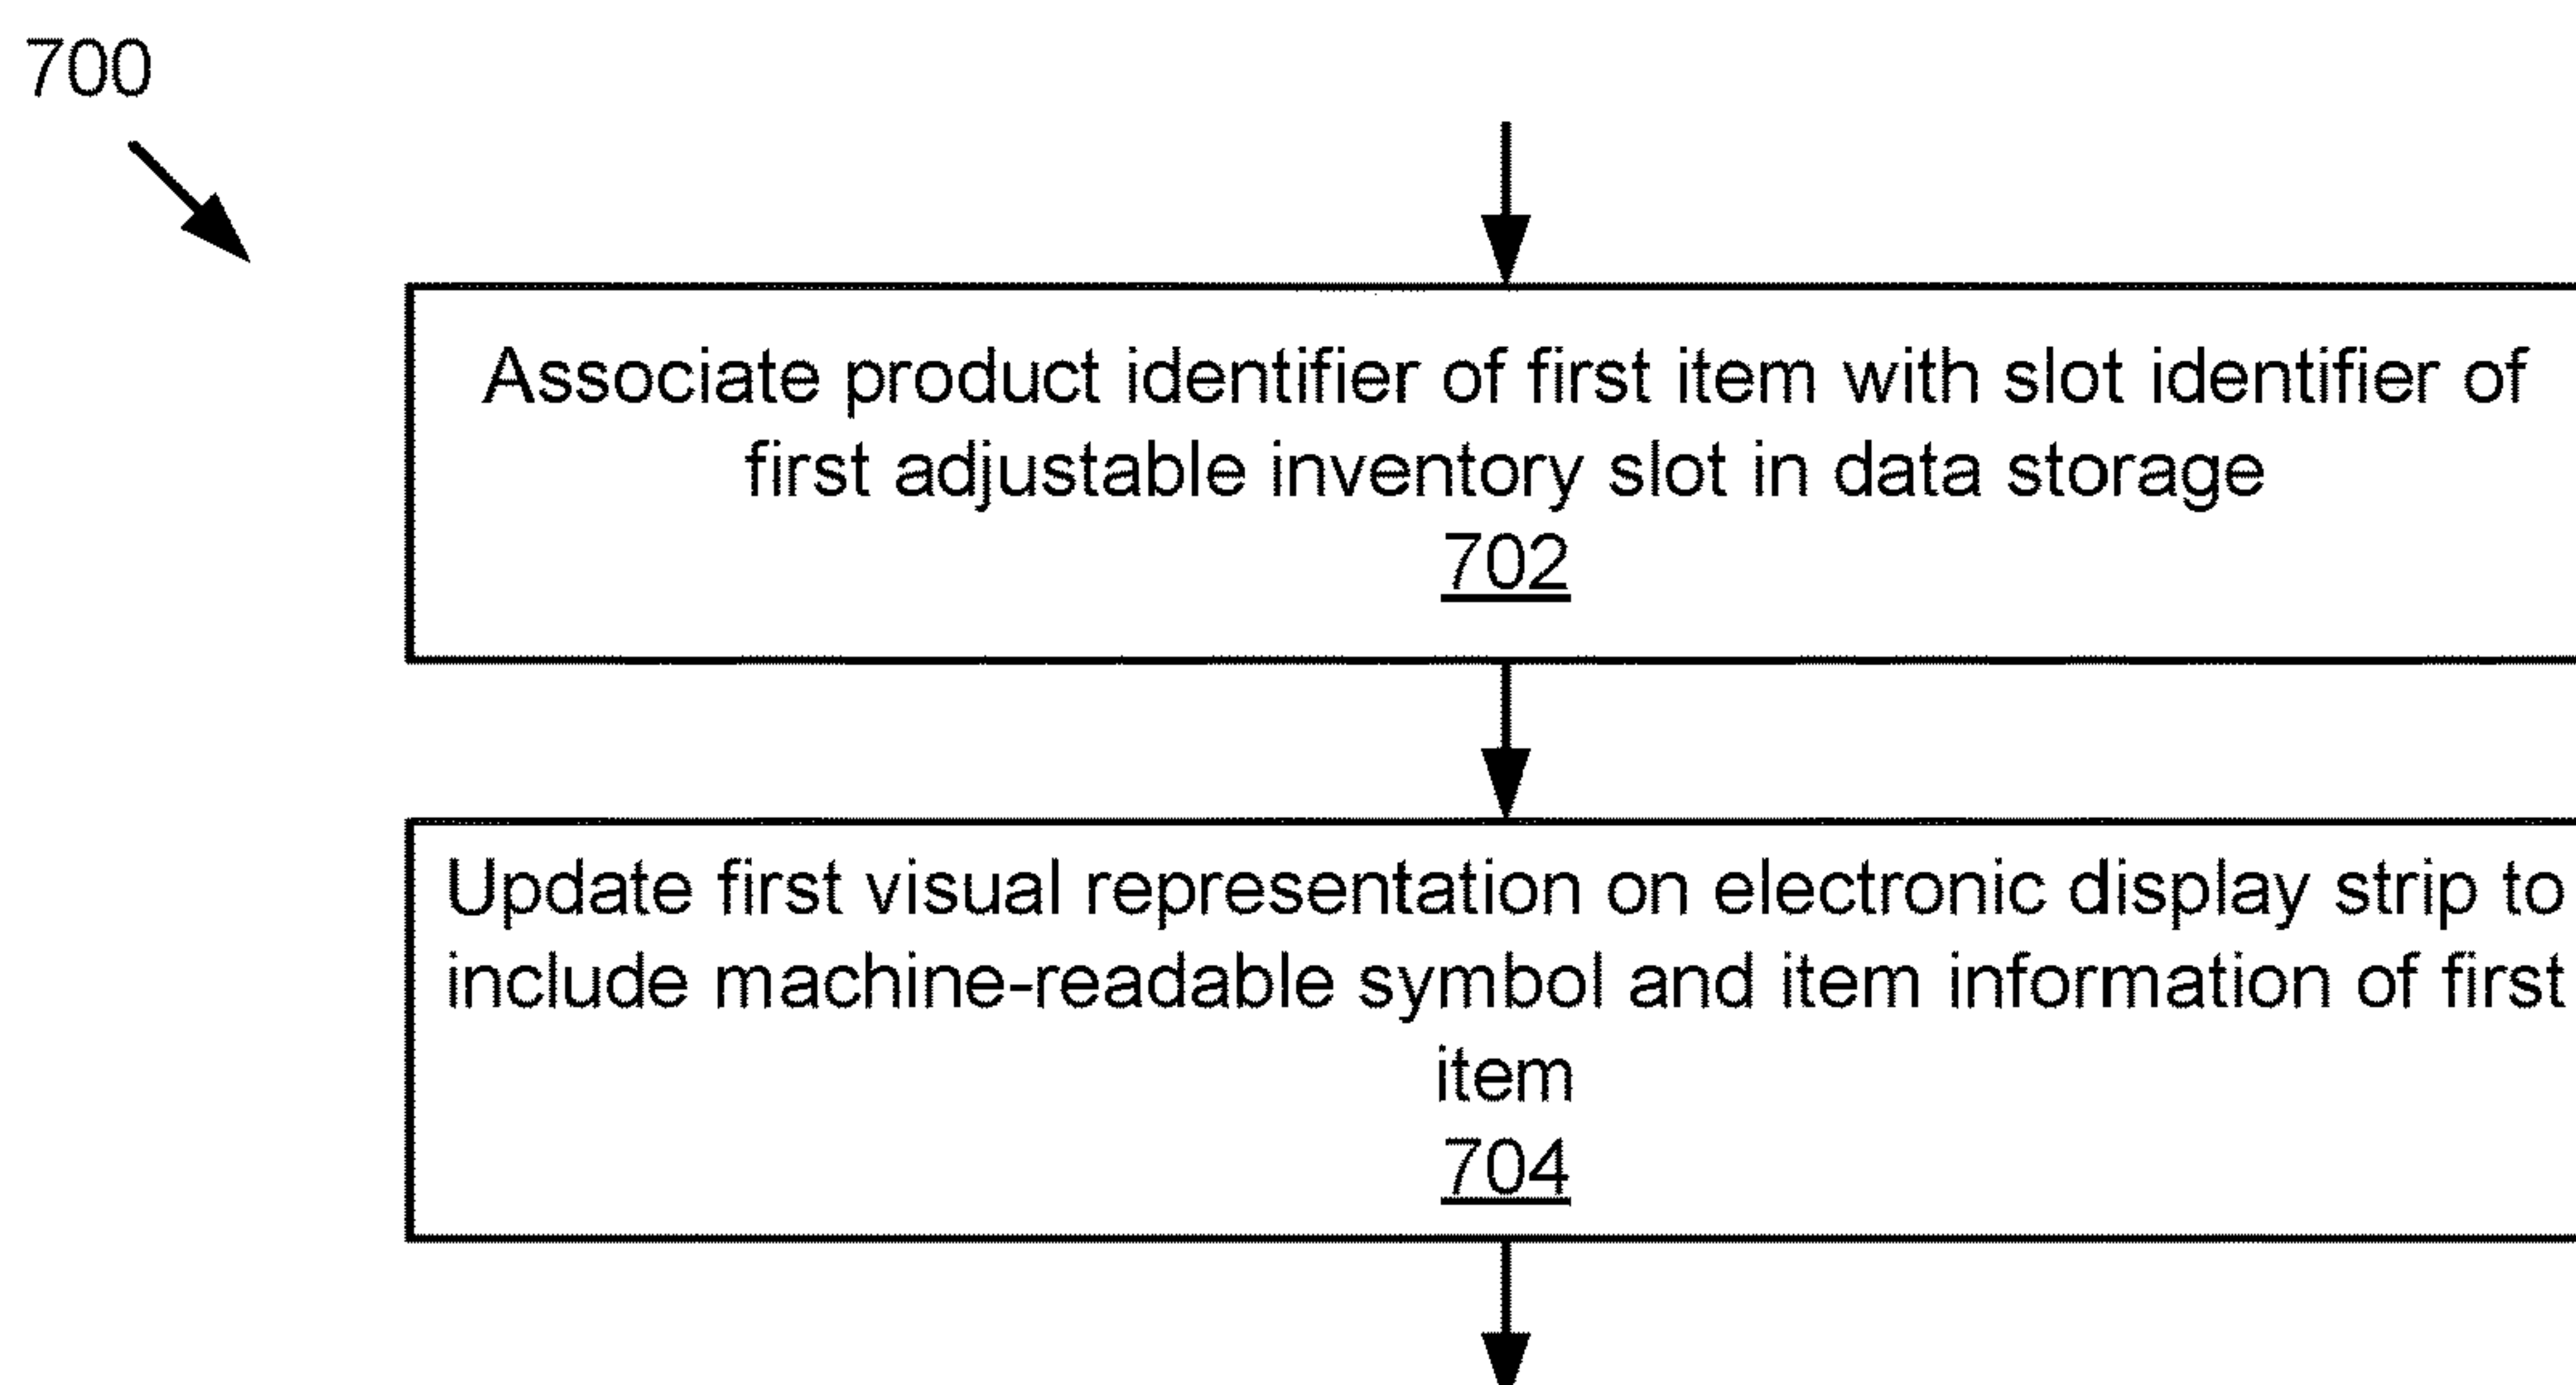 700
Associate product identifier of first item with slot identifier of
first adjustable inventory slot in data storage
702
Update first visual representation on electronic display strip to
include machine-readable symbol and item information of first
item
704